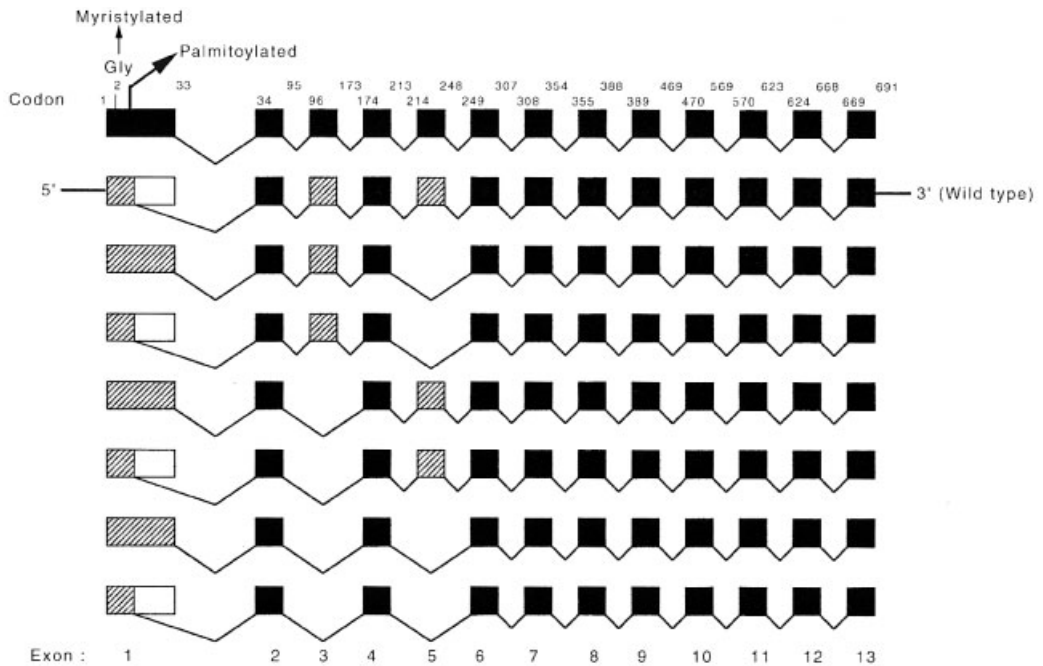 Myristylated
Palmitoylated
Gly
2 33 95 173 213 248 307 354 388 469 569 623 668 691
Codon 1 34 96 174 214 249 308 355 389 470 570 624 669
5' 3' (Wild type)
Exon : 1 2 3 4 5 6 7 8 9 10 11 12 13